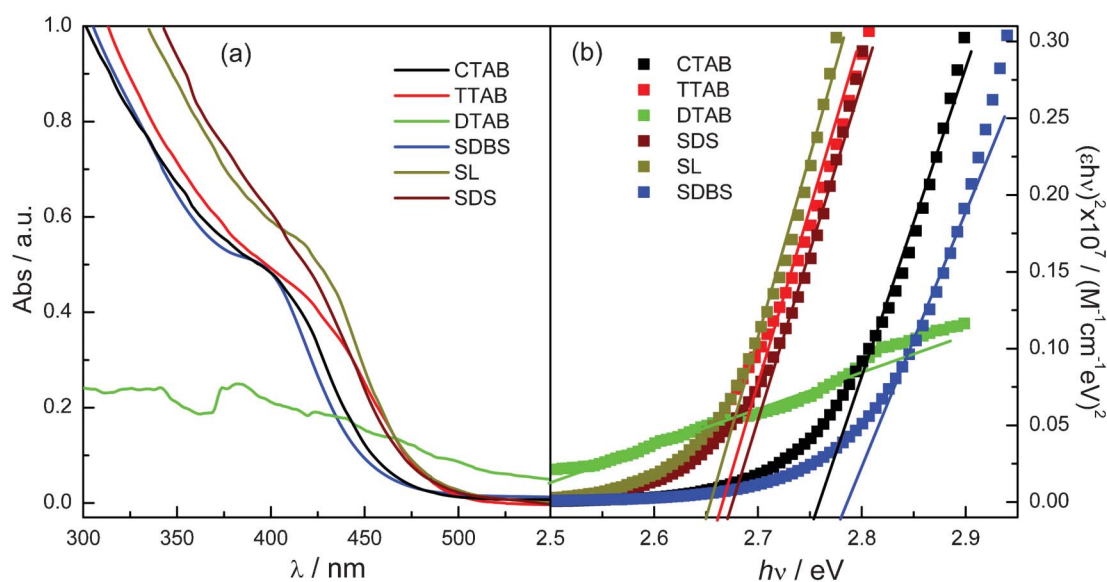 (a)
CTAB
TTAB
DTAB
SDBS
SL
SDS
1.0
0.8
0.6
0.4
0.2
0.0
Abs / a.u.
300 350 400 450 500
λ / nm
(b)
CTAB
TTAB
DTAB
SDS
SL
SDBS
0.30
0.25
0.20
0.15
0.10
0.05
0.00
(εhν)²x10⁷ / (M⁻¹cm⁻¹eV)²
2.5 2.6 2.7 2.8 2.9
hν / eV